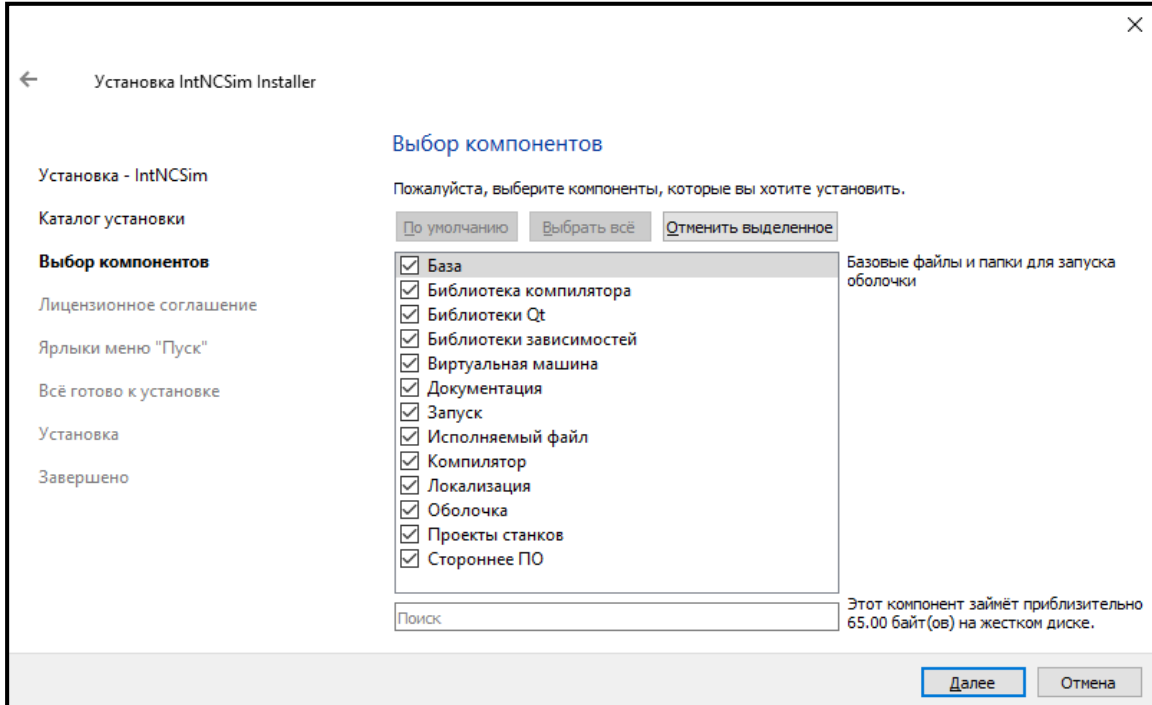 Установка IntNCSim Installer
Установка - IntNCSim
Каталог установки
Выбор компонентов
Лицензионное соглашение
Ярлыки меню "Пуск"
Всё готово к установке
Установка
Завершено
Выбор компонентов
Пожалуйста, выберите компоненты, которые вы хотите установить.
По умолчанию
Выбрать всё
Отменить выделенное
База
Библиотека компилятора
Библиотеки Qt
Библиотеки зависимостей
Виртуальная машина
Документация
Запуск
Исполняемый файл
Компилятор
Локализация
Оболочка
Проекты станков
Стороннее ПО
Базовые файлы и папки для запуска
оболочки
Поиск
Этот компонент займёт приблизительно
65.00 байт(ов) на жестком диске.
Далее
Отмена